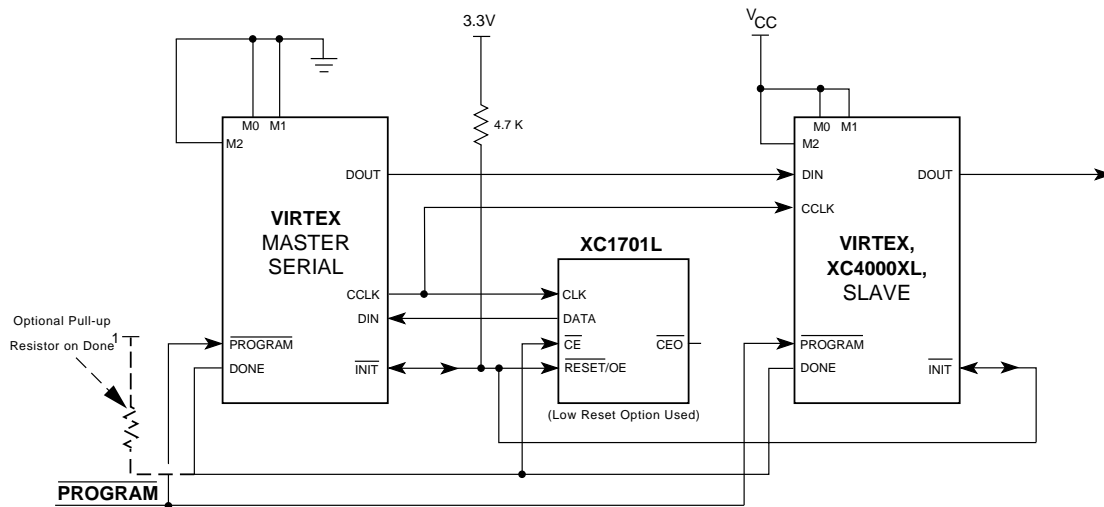 3.3V
VCC
4.7 K
M0 M1
M2
DOUT
VIRTEX
MASTER
SERIAL
CCLK
DIN
PROGRAM
DONE
INIT
Optional Pull-up
Resistor on Done1
XC1701L
CLK
DATA
CE
CEO
RESET/OE
(Low Reset Option Used)
M0 M1
M2
DIN
DOUT
CCLK
VIRTEX,
XC4000XL,
SLAVE
PROGRAM
DONE
INIT
PROGRAM